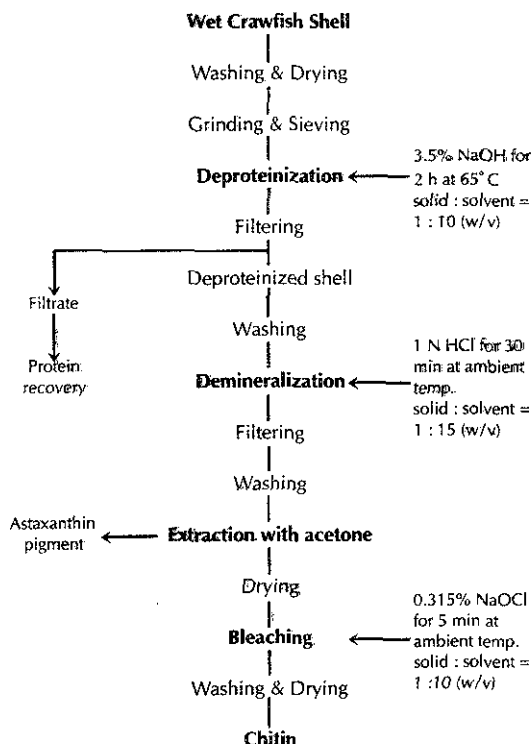 Wet Crawfish Shell
Washing & Drying
Grinding & Sieving
Deproteinization
3.5% NaOH for
2 h at 65°C
solid : solvent =
1 : 10 (w/v)
Filtering
Deproteinized shell
Filtrate
Protein
recovery
Washing
Demineralization
1 N HCl for 30
min at ambient
temp.
solid : solvent =
1 : 15 (w/v)
Filtering
Washing
Extraction with acetone
Astaxanthin
pigment
Drying
Bleaching
0.315% NaOCl
for 5 min at
ambient temp.
solid : solvent =
1 :10 (w/v)
Washing & Drying
Chitin